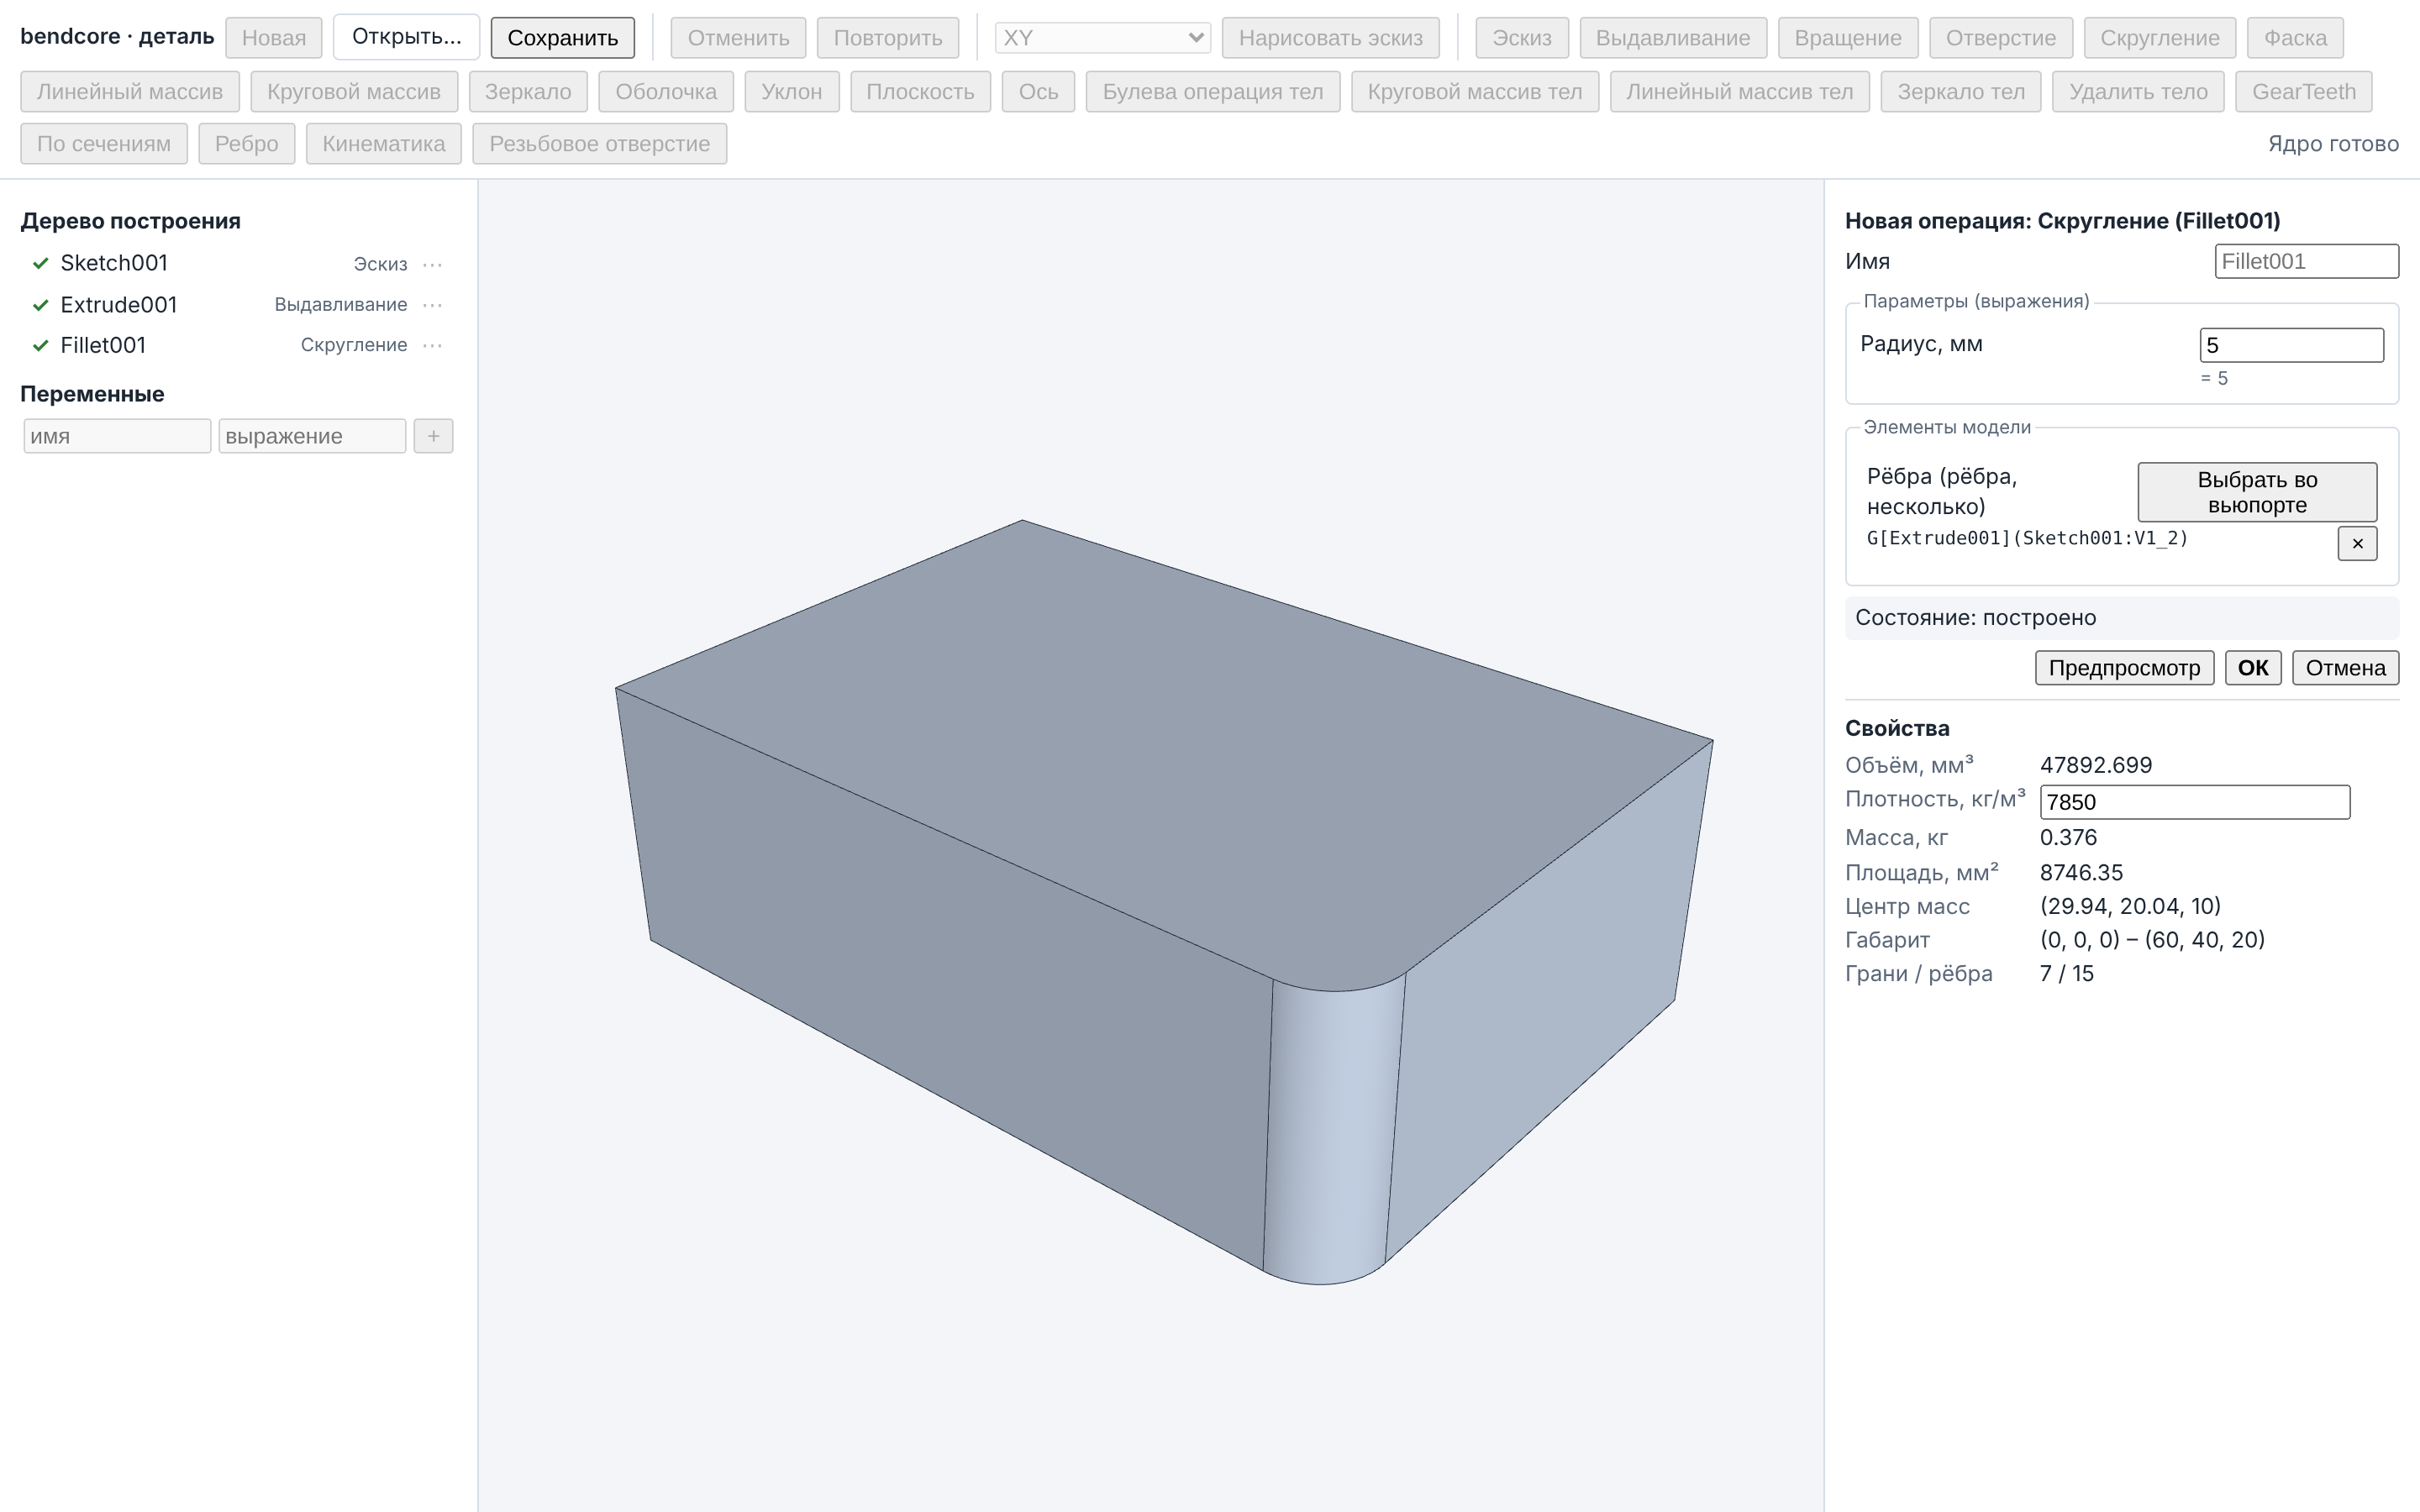 bendcore · деталь Новая Открыть... Сохранить Отменить Повторить XY Нарисовать эскиз Эскиз Выдавливание Вращение Отверстие Скругление Фаска
Линейный массив Круговой массив Зеркало Оболочка Уклон Плоскость Ось Булева операция тел Круговой массив тел Линейный массив тел Зеркало тел Удалить тело GearTeeth
По сечениям Ребро Кинематика Резьбовое отверстие Ядро готово
Дерево построения
Sketch001 Эскиз ...
Extrude001 Выдавливание ...
Fillet001 Скругление ...
Переменные
имя выражение +
Новая операция: Скругление (Fillet001)
Имя Fillet001
Параметры (выражения)
Радиус, мм 5
= 5
Элементы модели
Рёбра (рёбра, несколько)
Выбрать во вьюпорте
G[Extrude001](Sketch001:V1_2) ×
Состояние: построено
Предпросмотр ОК Отмена
Свойства
Объём, мм³ 47892.699
Плотность, кг/м³ 7850
Масса, кг 0.376
Площадь, мм² 8746.35
Центр масс (29.94, 20.04, 10)
Габарит (0, 0, 0) – (60, 40, 20)
Грани / рёбра 7 / 15